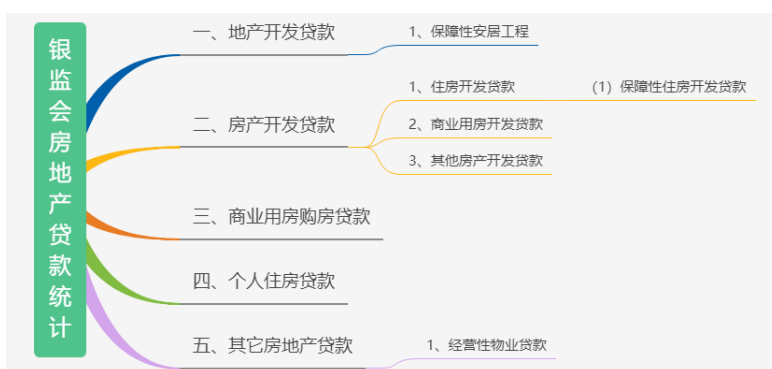 银监会房地产贷款统计
一、地产开发贷款
1、保障性安居工程
二、房产开发贷款
1、住房开发贷款
(1) 保障性住房开发贷款
2、商业用房开发贷款
3、其他房产开发贷款
三、商业用房购房贷款
四、个人住房贷款
五、其它房地产贷款
1、经营性物业贷款